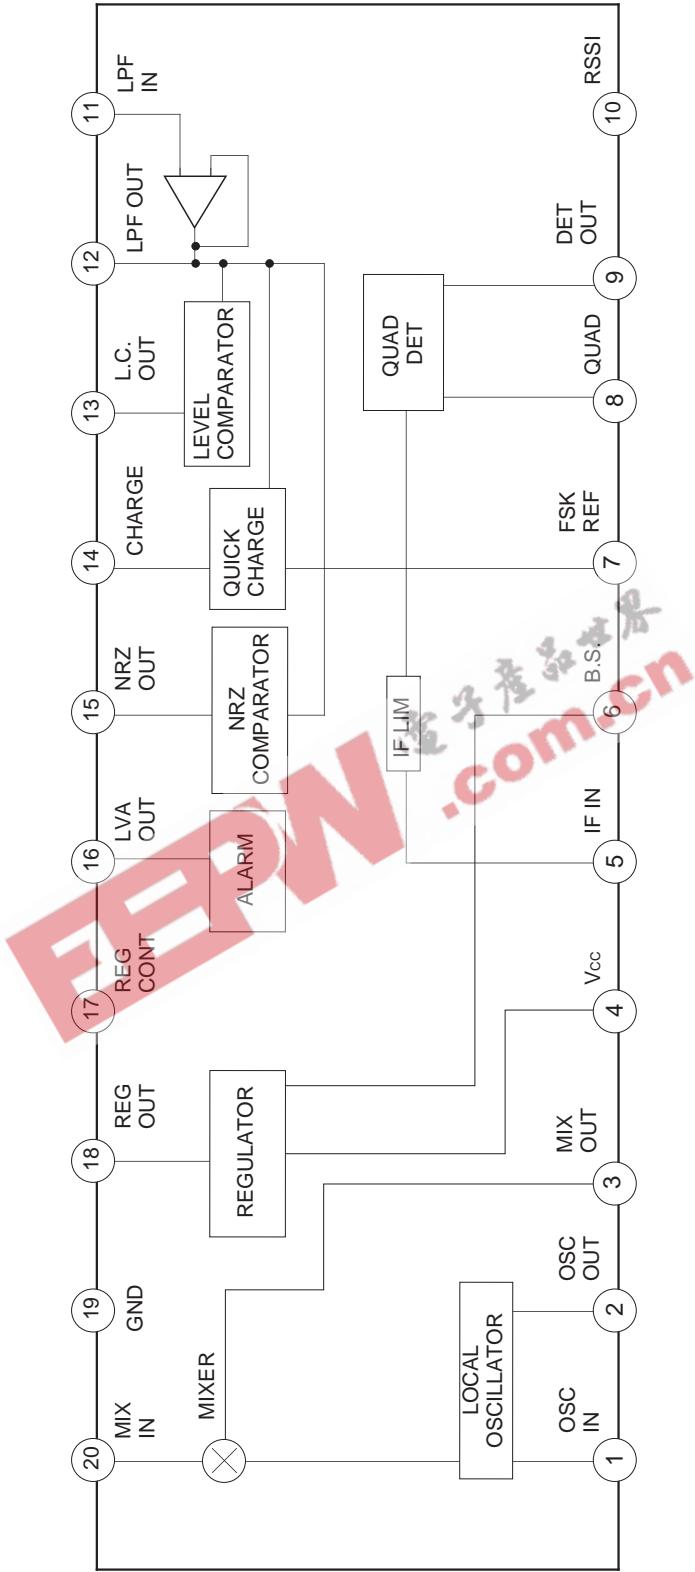 20
19
18
17
16
15
14
13
12
11
MIX
IN
GND
REG
OUT
REG
CONT
LVA
OUT
NRZ
OUT
CHARGE
L.C.
OUT
LPF OUT
LPF
IN
MIXER
REGULATOR
ALARM
NRZ
COMPARATOR
QUICK
CHARGE
LEVEL
COMPARATOR
LOCAL
OSCILLATOR
IF LIM
QUAD
DET
OSC
IN
OSC
OUT
MIX
OUT
Vcc
IF IN
B.S.
FSK
REF
QUAD
DET
OUT
RSSI
1
2
3
4
5
6
7
8
9
10
EEPW
.com.cn
電子產品世界